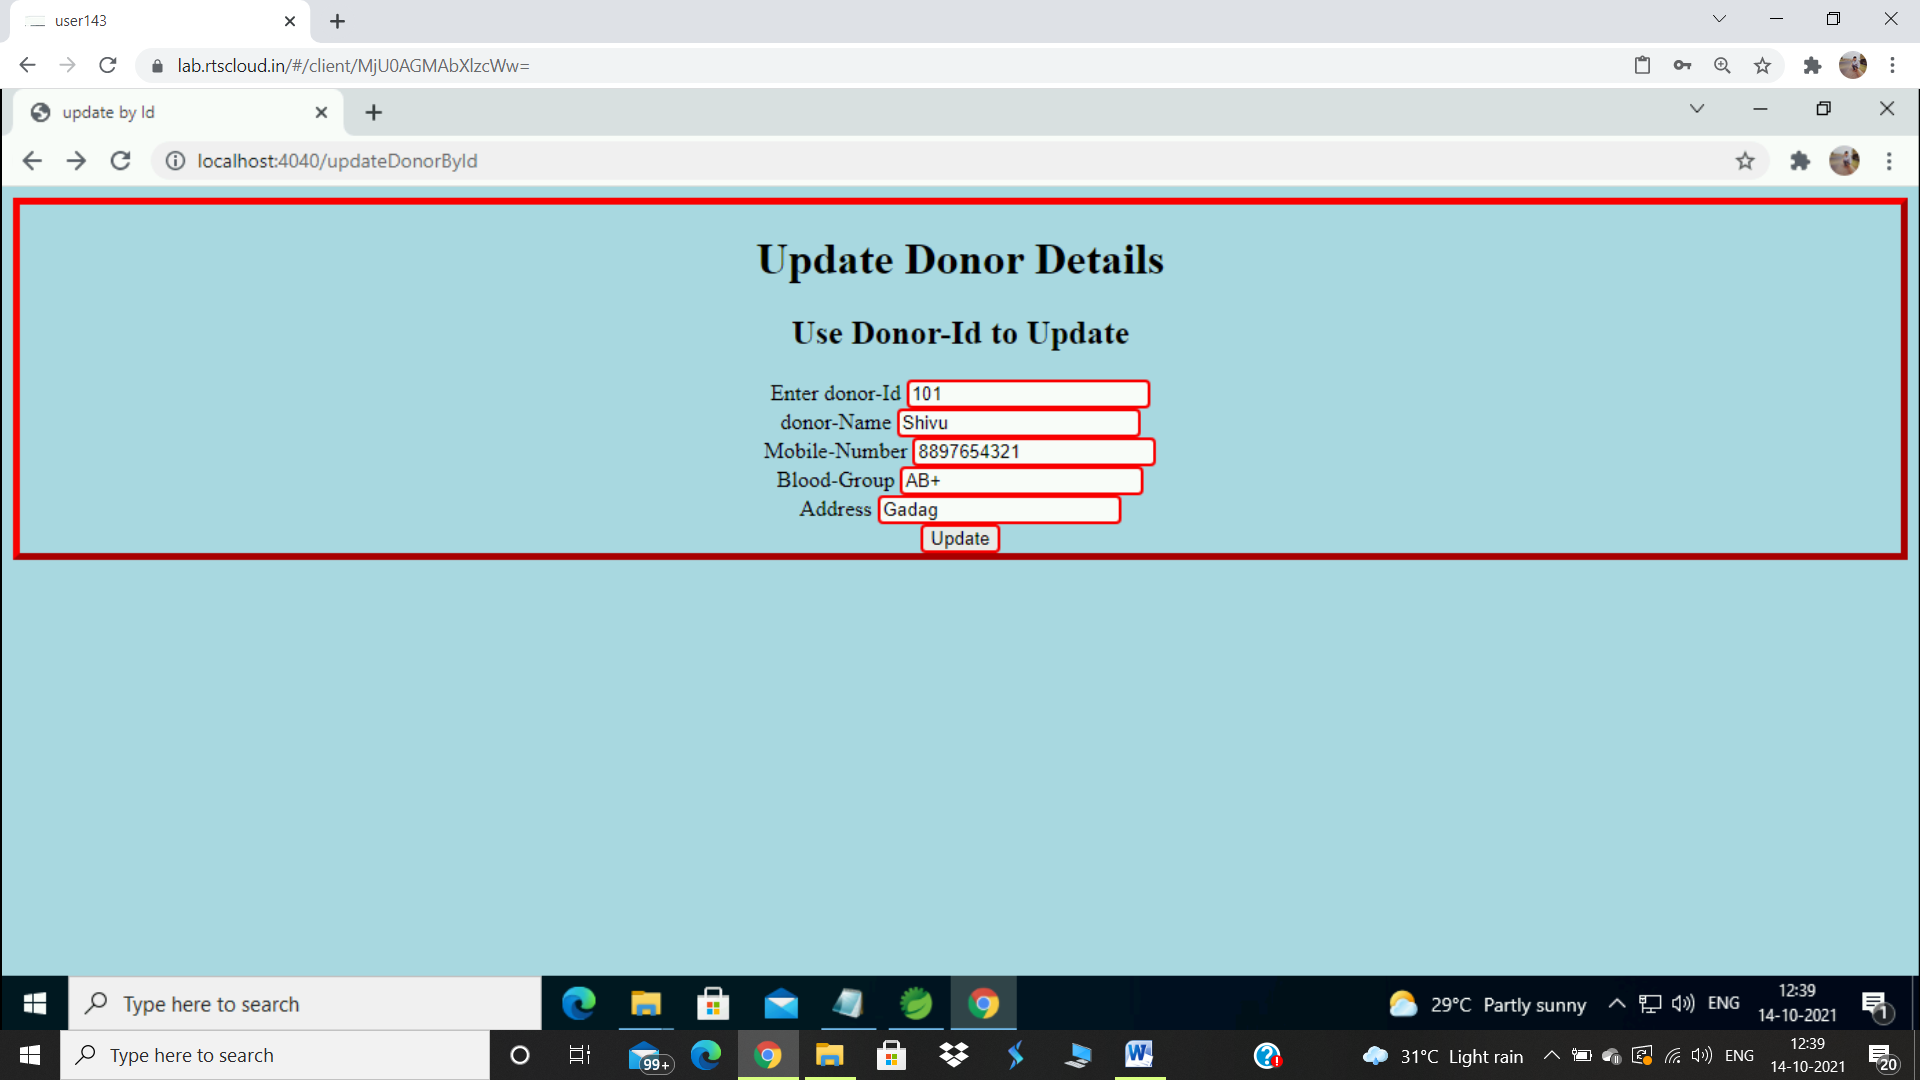 user143
lab.rtscloud.in/#/client/MjU0AGMAbXlzcWw=
update by Id
localhost:4040/updateDonorById
Update Donor Details
Use Donor-Id to Update
Enter donor-Id 101
donor-Name Shivu
Mobile-Number 8897654321
Blood-Group AB+
Address Gadag
Update
Type here to search
29°C Partly sunny
ENG
12:39
14-10-2021
1
Type here to search
99+
31°C Light rain
ENG
12:39
14-10-2021
20